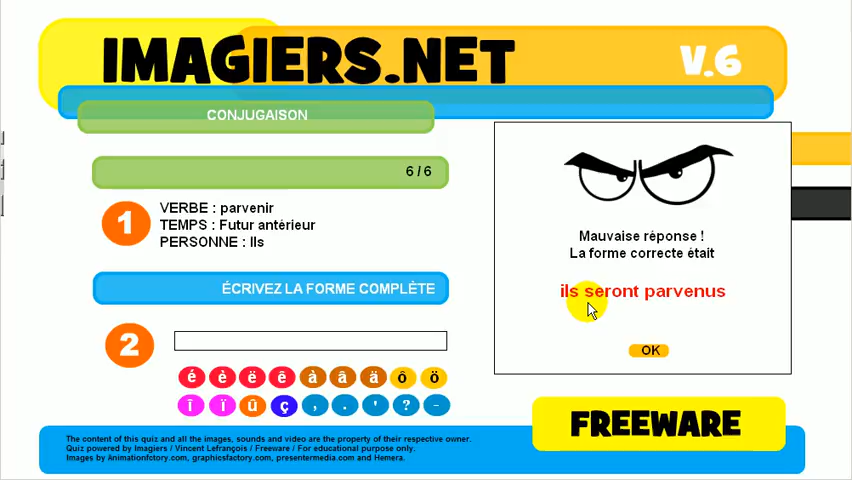 IMAGIERS.NET
V.6
CONJUGAISON
6 / 6
1
VERBE : parvenir
TEMPS : Futur antérieur
PERSONNE : Ils
ÉCRIVEZ LA FORME COMPLÈTE
2
é è ë ê à â ä ô ö
î ï û ç , . ' ? -
Mauvaise réponse !
La forme correcte était
ils seront parvenus
OK
FREEWARE
The content of this quiz and all the images, sounds and video are the property of their respective owner.
Quiz powered by Imagiers / Vincent Lefrançois / Freeware / For educational purpose only.
Images by Animationfctory.com, graphicsfactory.com, presentermedia.com and Hemera.